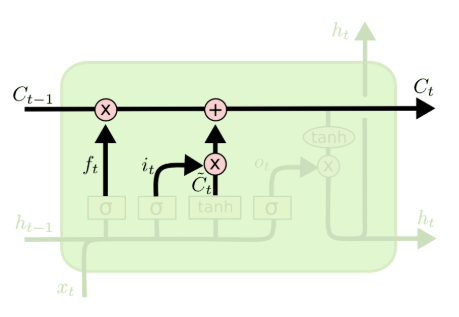 h_t
C_{t-1} × + C_t
tanh
f_t i_t × C̃_t o_t ×
σ σ tanh σ
h_{t-1} h_t
x_t